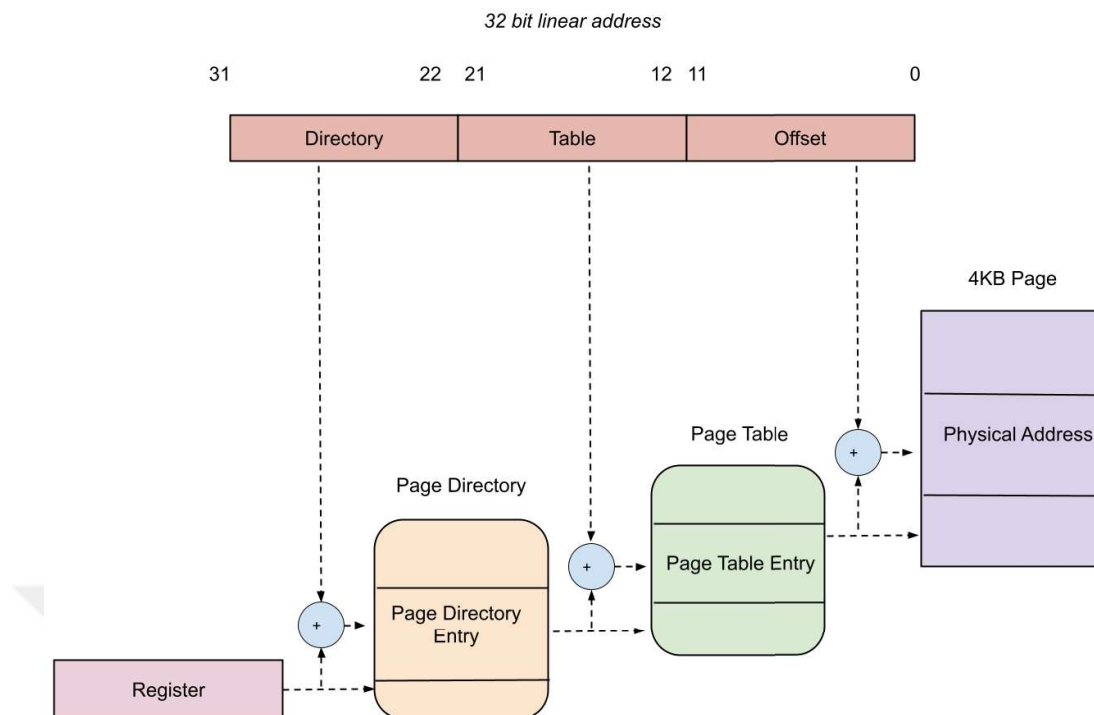 32 bit linear address
31 22 21 12 11 0
Directory Table Offset
4KB Page
Physical Address
+
Page Table
Page Directory
+
Page Table Entry
+
Page Directory
Entry
Register